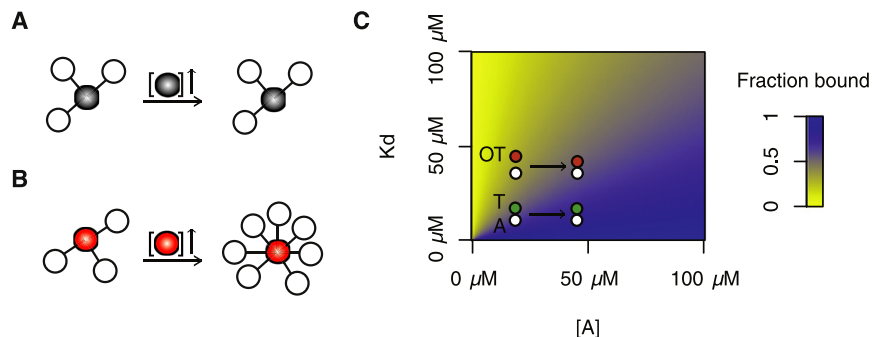 A
[ ]
B
[ ]
C
Kd
100 µM
50 µM
0 µM
OT
T
A
0 µM 50 µM 100 µM
[A]
Fraction bound
1
0.5
0